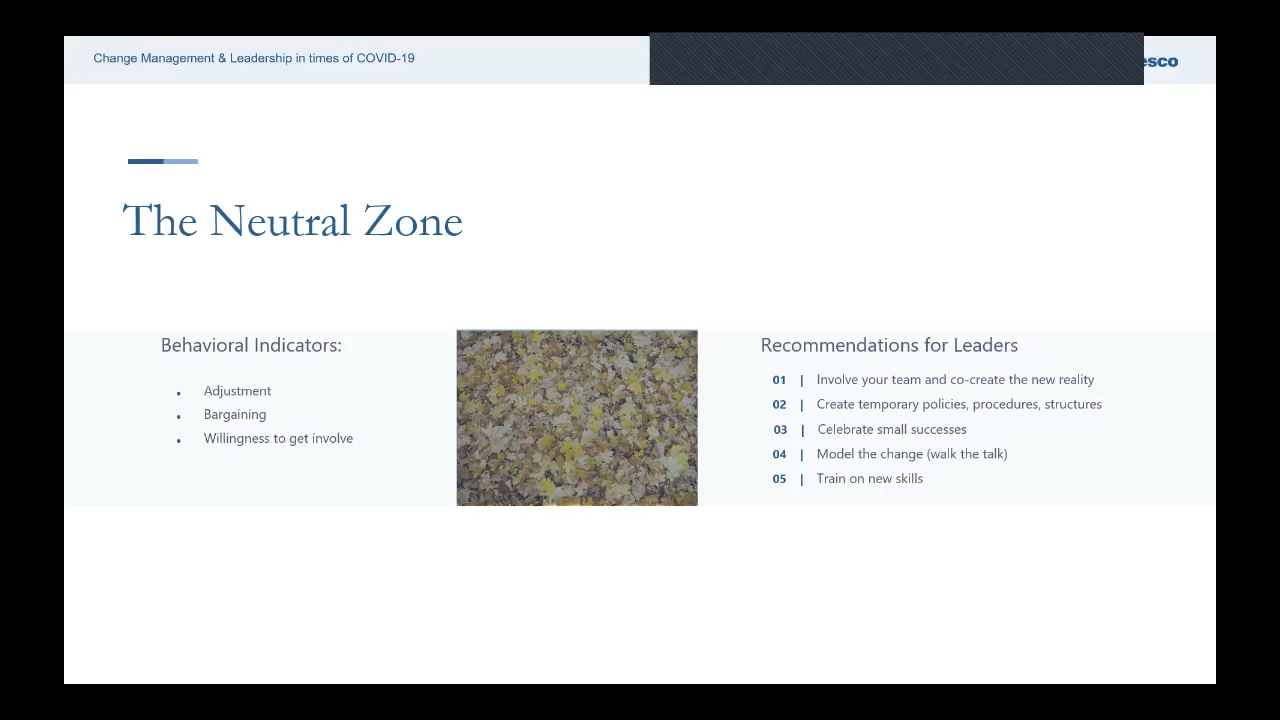 Change Management & Leadership in times of COVID-19
The Neutral Zone
Behavioral Indicators:
• Adjustment
• Bargaining
• Willingness to get involve
Recommendations for Leaders
01 | Involve your team and co-create the new reality
02 | Create temporary policies, procedures, structures
03 | Celebrate small successes
04 | Model the change (walk the talk)
05 | Train on new skills